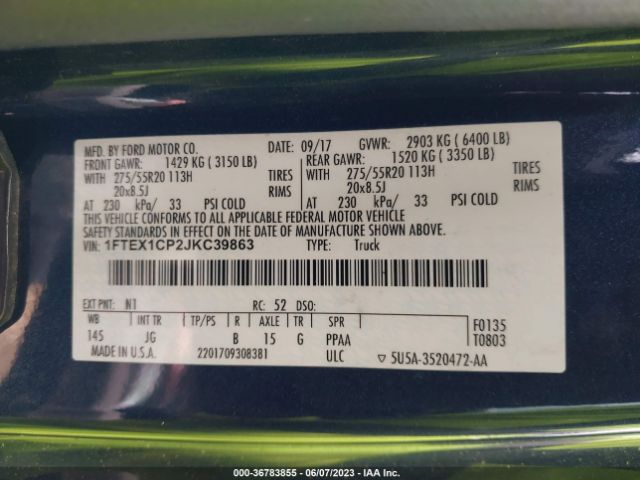 MFD. BY FORD MOTOR CO. DATE: 09/17 GVWR: 2903 KG ( 6400 LB)
FRONT GAWR: 1429 KG ( 3150 LB) REAR GAWR: 1520 KG ( 3350 LB)
WITH 275/55R20 113H TIRES WITH 275/55R20 113H TIRES
20x8.5J RIMS 20x8.5J RIMS
AT 230 kPa/ 33 PSI COLD AT 230 kPa/ 33 PSI COLD
THIS VEHICLE CONFORMS TO ALL APPLICABLE FEDERAL MOTOR VEHICLE
SAFETY STANDARDS IN EFFECT ON THE DATE OF MANUFACTURE SHOWN ABOVE.
VIN: 1FTEX1CP2JKC39863 TYPE: Truck
EXT PNT: N1 RC: 52 DSO:
WB INT TR TP/PS R AXLE TR SPR F0135
145 JG B 15 G PPAA T0803
MADE IN U.S.A. 2201709308381 ULC ▽ 5U5A-3520472-AA
000-36783855 - 06/07/2023 - IAA Inc.